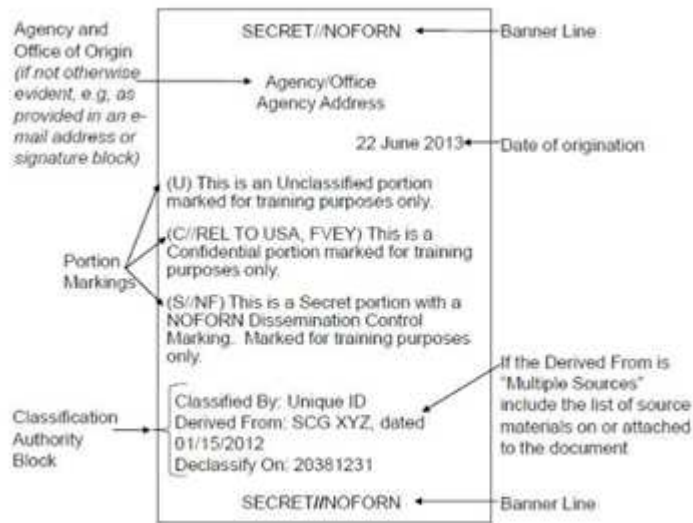 Agency and
Office of Origin
(if not otherwise
evident, e.g, as
provided in an e-
mail address or
signature block)
SECRET//NOFORN
Banner Line
Agency/Office
Agency Address
22 June 2013
Date of origination
Portion
Markings
(U) This is an Unclassified portion
marked for training purposes only.
(C//REL TO USA, FVEY) This is a
Confidential portion marked for training
purposes only.
(S//NF) This is a Secret portion with a
NOFORN Dissemination Control
Marking. Marked for training purposes
only.
Classification
Authority
Block
Classified By: Unique ID
Derived From: SCG XYZ, dated
01/15/2012
Declassify On: 20381231
If the Derived From is
"Multiple Sources"
include the list of source
materials on or attached
to the document
SECRET//NOFORN
Banner Line